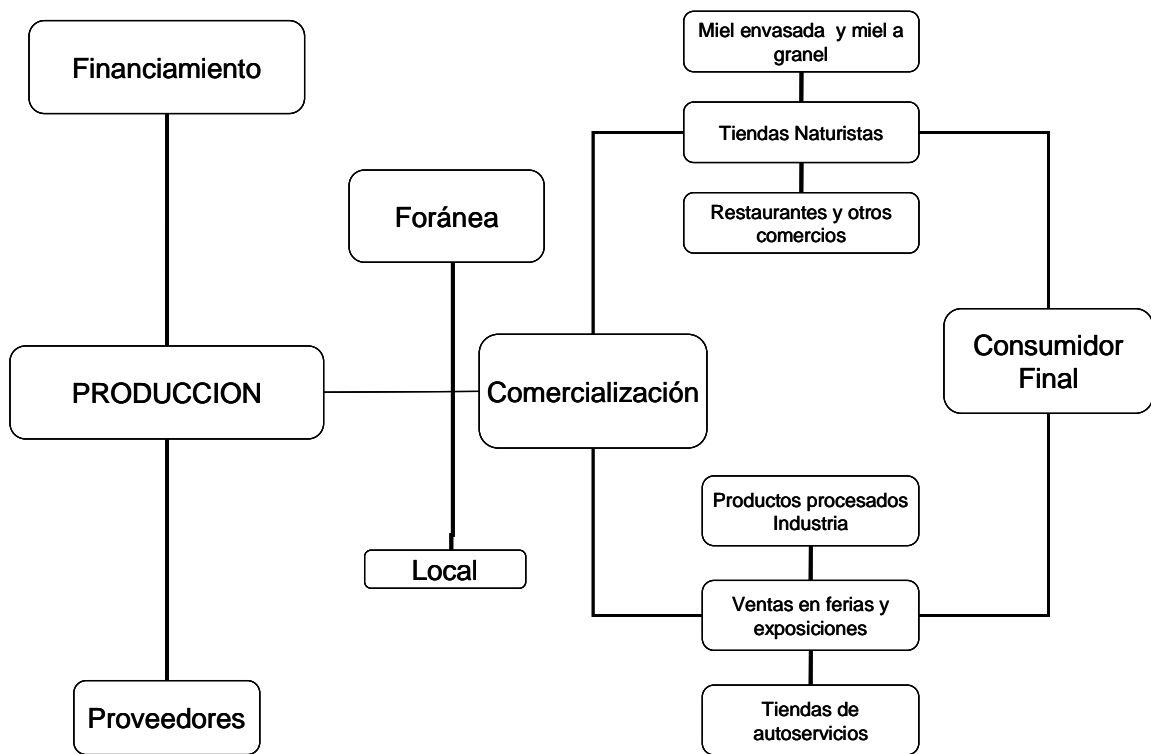 Financiamiento
PRODUCCION
Proveedores
Foránea
Local
Comercialización
Miel envasada y miel a
granel
Tiendas Naturistas
Restaurantes y otros
comercios
Productos procesados
Industria
Ventas en ferias y
exposiciones
Tiendas de
autoservicios
Consumidor
Final